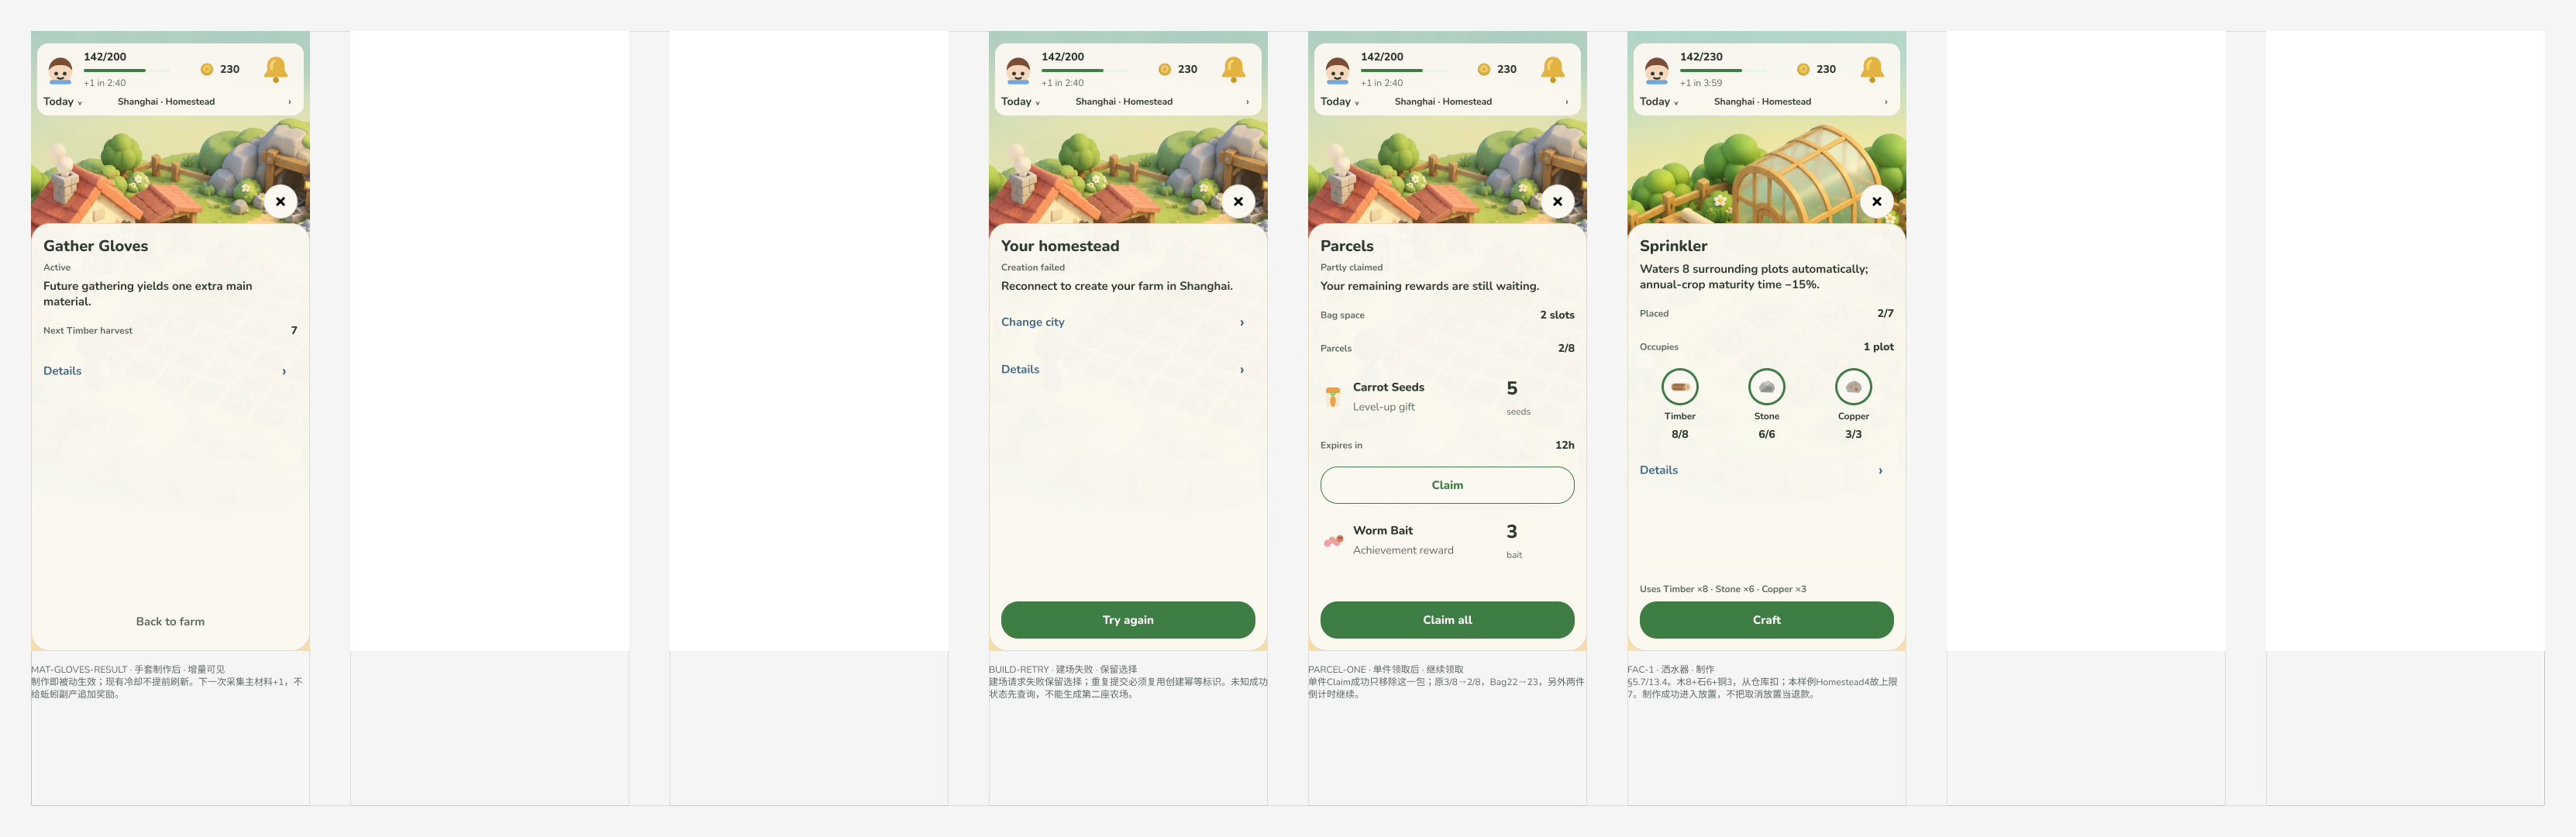 142/200
230
+1 in 2:40
Today v Shanghai · Homestead ›
Gather Gloves
Active
Future gathering yields one extra main
material.
Next Timber harvest 7
Details ›
Back to farm
MAT-GLOVES-RESULT · 手套制作后 · 增量可见
制作即被动生效；现有冷却不提前刷新。下一次采集主材料+1，不
给蚯蚓副产追加奖励。
142/200
230
+1 in 2:40
Today v Shanghai · Homestead ›
Your homestead
Creation failed
Reconnect to create your farm in Shanghai.
Change city ›
Details ›
Try again
BUILD-RETRY · 建场失败 · 保留选择
建场请求失败保留选择；重复提交必须复用创建幂等标识。未知成功
状态先查询，不能生成第二座农场。
142/200
230
+1 in 2:40
Today v Shanghai · Homestead ›
Parcels
Partly claimed
Your remaining rewards are still waiting.
Bag space 2 slots
Parcels 2/8
Carrot Seeds 5
Level-up gift seeds
Expires in 12h
Claim
Worm Bait 3
Achievement reward bait
Claim all
PARCEL-ONE · 单件领取后 · 继续领取
单件Claim成功只移除这一包；原3/8→2/8，Bag22→23，另外两件
倒计时继续。
142/230
230
+1 in 3:59
Today v Shanghai · Homestead ›
Sprinkler
Waters 8 surrounding plots automatically;
annual-crop maturity time −15%.
Placed 2/7
Occupies 1 plot
Timber Stone Copper
8/8 6/6 3/3
Details ›
Uses Timber ×8 · Stone ×6 · Copper ×3
Craft
FAC-1 · 洒水器 · 制作
§5.7/13.4。木8+石6+铜3，从仓库扣；本样例Homestead4故上限
7。制作成功进入放置，不把取消放置当退款。